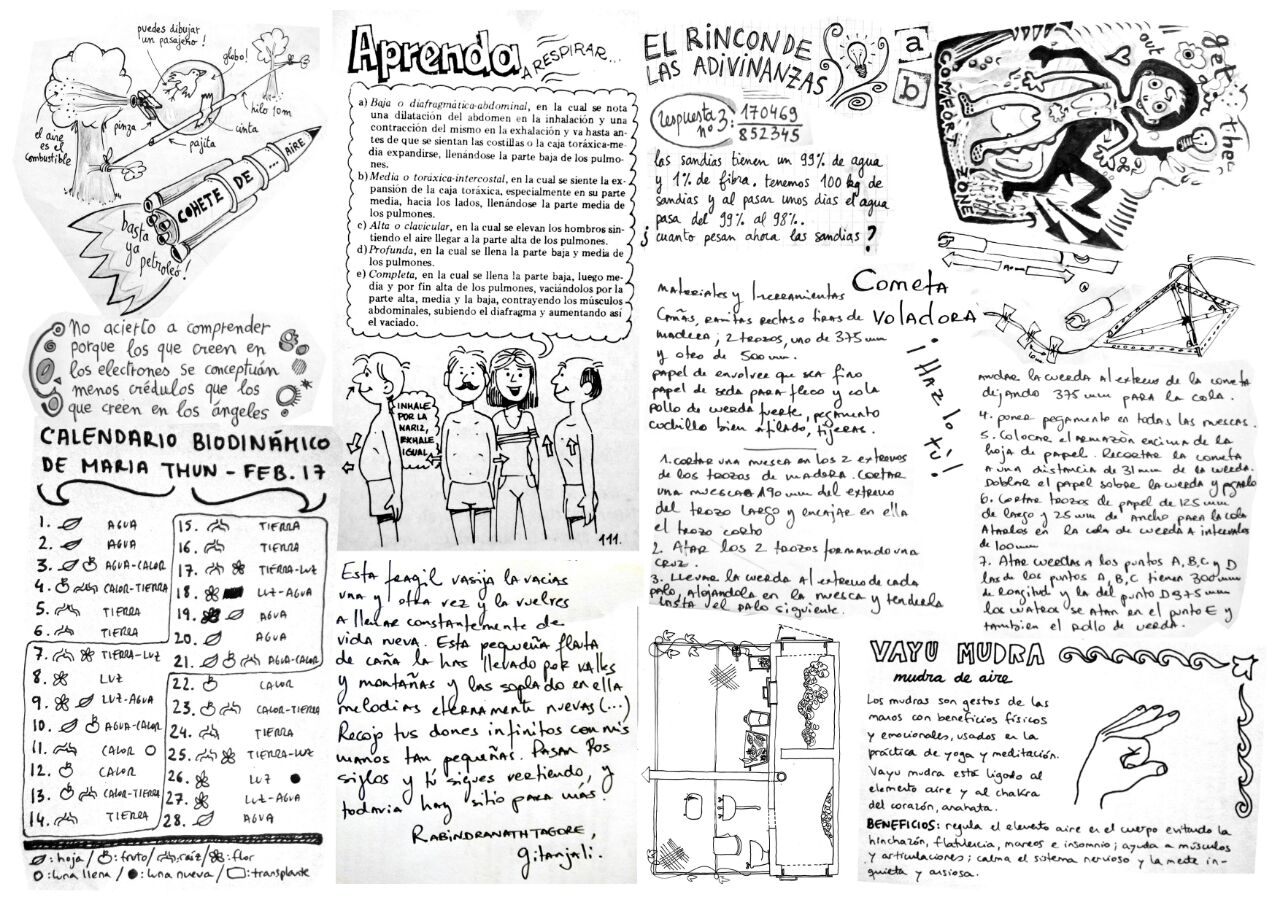 puedes dibujar
un pasajero!
globo!
hilo 10m
cinta
pajita
pinza
el aire
es el
combustible
COHETE DE ... AIRE
basta
ya
petroleo!
No acierto a comprender
porque los que creen en
los electrones se conceptuán
menos crédulos que los
que creen en los ángeles
CALENDARIO BIODINÁMICO
DE MARIA THUN - FEB. 17
1. AGUA
2. AGUA
3. AGUA-CALOR
4. CALOR-TIERRA
5. TIERRA
6. TIERRA
7. TIERRA-LUZ
8. LUZ
9. LUZ-AGUA
10. AGUA-CALOR
11. CALOR
12. CALOR
13. CALOR-TIERRA
14. TIERRA
15. TIERRA
16. TIERRA
17. TIERRA-LUZ
18. LUZ-AGUA
19. AGUA
20. AGUA
21. AGUA-CALOR
22. CALOR
23. CALOR-TIERRA
24. TIERRA
25. TIERRA-LUZ
26. LUZ
27. LUZ-AGUA
28. AGUA
: hoja / : fruto / : raiz / : flor
: luna llena / : luna nueva / : transplante
Aprenda
A RESPIRAR...
a) Baja o diafragmática-abdominal, en la cual se nota
una dilatación del abdomen en la inhalación y una
contracción del mismo en la exhalación y va hasta an-
tes de que se sientan las costillas o la caja toráxica-me-
dia expandirse, llenándose la parte baja de los pulmo-
nes.
b) Media o toráxica-intercostal, en la cual se siente la ex-
pansión de la caja toráxica, especialmente en su parte
media, hacia los lados, llenándose la parte media de
los pulmones.
c) Alta o clavicular, en la cual se elevan los hombros sin-
tiendo el aire llegar a la parte alta de los pulmones.
d) Profunda, en la cual se llena la parte baja y media de
los pulmones.
e) Completa, en la cual se llena la parte baja, luego me-
dia y por fin alta de los pulmones, vaciándolos por la
parte alta, media y la baja, contrayendo los músculos
abdominales, subiendo el diafragma y aumentando así
el vaciado.
INHALE
POR LA
NARIZ,
EXHALE
IGUAL
111.
Esta fragil vasija la vacias
una y otra vez y la vuelves
a llenar constantemente de
vida nueva. Esta pequeña flauta
de caña la has llevado por valles
y montañas y las soplado en ella
melodias eternamente nuevas (...)
Recojo tus dones infinitos con mis
manos tan pequeñas. Pasan los
siglos y tú sigues vertiendo, y
todavia hay sitio para más.
RABINDRANATH TAGORE,
Gitanjali.
EL RINCON DE
LAS ADIVINANZAS
respuesta
nº 3:
170469
852345
las sandias tienen un 99% de agua
y 1% de fibra. tenemos 100 kg de
sandias y al pasar unos dias el agua
pasa del 99% al 98%..
¿cuanto pesan ahora las sandias?
a
b
COMFORT ZONE
out
get
there
Cometa
Voladora
¡Hazlo tú!
Materiales y herramientas
Cañas, ramitas rectas o tiras de
madera; 2 trozos, uno de 375 mm
y otro de 500 mm.
papel de envolver que sea fino
papel de seda para fleco y cola
rollo de cuerda fuerte, pegamento
cuchillo bien afilado, tijeras.
1. cortar una muesca en los 2 extremos
de los trozos de madera. Cortar
una muesca a 190 mm del extremo
del trozo largo y encajar en ella
el trozo corto
2. Atar los 2 trozos formando una
cruz.
3. Llevar la cuerda al extremo de cada
palo, alojandola en la muesca y tenderla
hasta el palo siguiente.
E
A
10m
anudar la cuerda al extremo de la cometa
dejando 375 mm para la cola.
4. poner pegamento en todas las muescas.
5. Colocar el armazón encima de la
hoja de papel. Recortar la cometa
a una distancia de 31 mm de la cuerda.
Doblar el papel sobre la cuerda y pegarlo
6. Cortar trozos de papel de 125 mm
de largo y 25 mm de ancho para la cola
Atarlos en la cola de cuerda a intervalos
de 100 mm
7. Atar cuerdas a los puntos A, B, C y D
las de los puntos A, B, C tienen 300 mm
de longitud y la del punto D 375 mm
los cuatro se atan en el punto E y
tambien el rollo de cuerda.
VAYU MUDRA
mudra de aire
Los mudras son gestos de las
manos con beneficios físicos
y emocionales, usados en la
práctica de yoga y meditación.
Vayu mudra está ligado al
elemento aire y al chakra
del corazón, anahata.
BENEFICIOS: regula el elemento aire en el cuerpo evitando la
hinchazón, flatulencia, mareos e insomnio; ayuda a músculos
y articulaciones; calma el sistema nervioso y la mente in-
quieta y ansiosa.